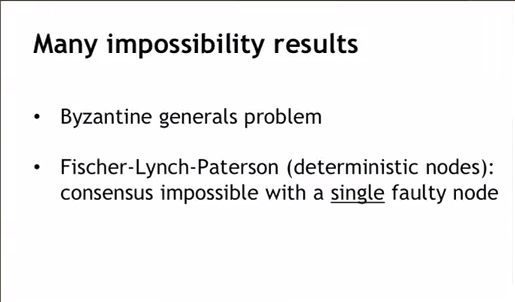 Many impossibility results
• Byzantine generals problem
• Fischer-Lynch-Paterson (deterministic nodes):
consensus impossible with a single faulty node